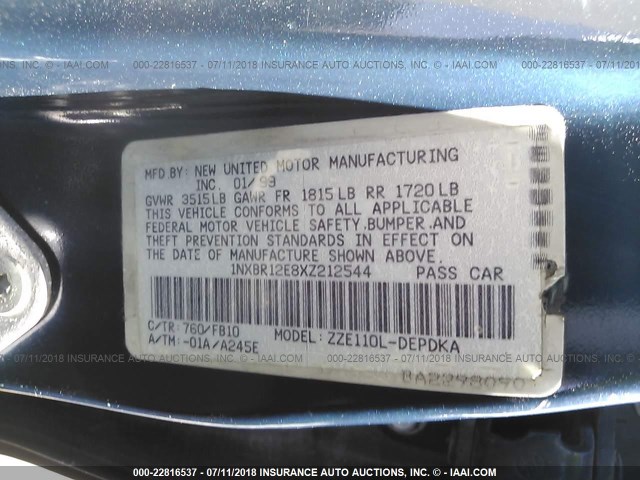 000-22816537 - 07/11/2018 INSURANCE AUTO AUCTIONS, INC. © - IAAI.COM
MFD BY: NEW UNITED MOTOR MANUFACTURING
INC. 01/99
GVWR 3515LB GAWR FR 1815LB RR 1720LB
THIS VEHICLE CONFORMS TO ALL APPLICABLE
FEDERAL MOTOR VEHICLE SAFETY,BUMPER,AND
THEFT PREVENTION STANDARDS IN EFFECT ON
THE DATE OF MANUFACTURE SHOWN ABOVE.
1NXBR12E8XZ212544 PASS CAR
C/TR:760/FB10 MODEL: ZZE110L-DEPDKA
A/TM:-01A/A245E
BA2398090
000-22816537 - 07/11/2018 INSURANCE AUTO AUCTIONS, INC. © - IAAI.COM